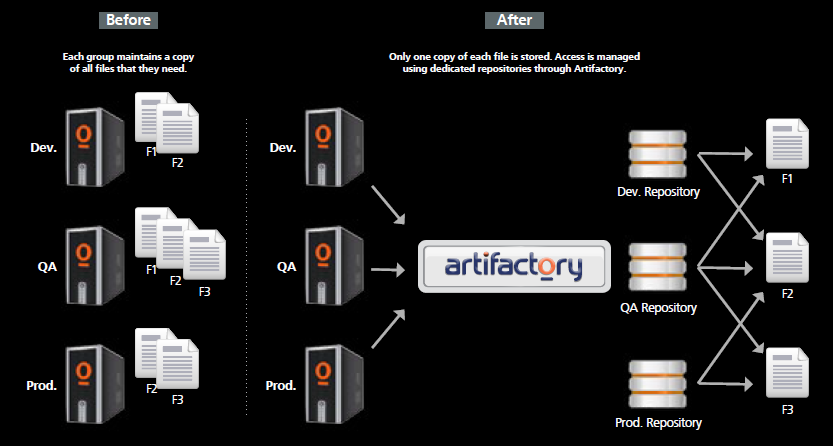 Before
After
Each group maintains a copy
of all files that they need.
Only one copy of each file is stored. Access is managed
using dedicated repositories through Artifactory.
Dev.
F1
F2
QA
F1
F2
F3
Prod.
F2
F3
Dev.
QA
Prod.
artifactory
Dev. Repository
QA Repository
Prod. Repository
F1
F2
F3